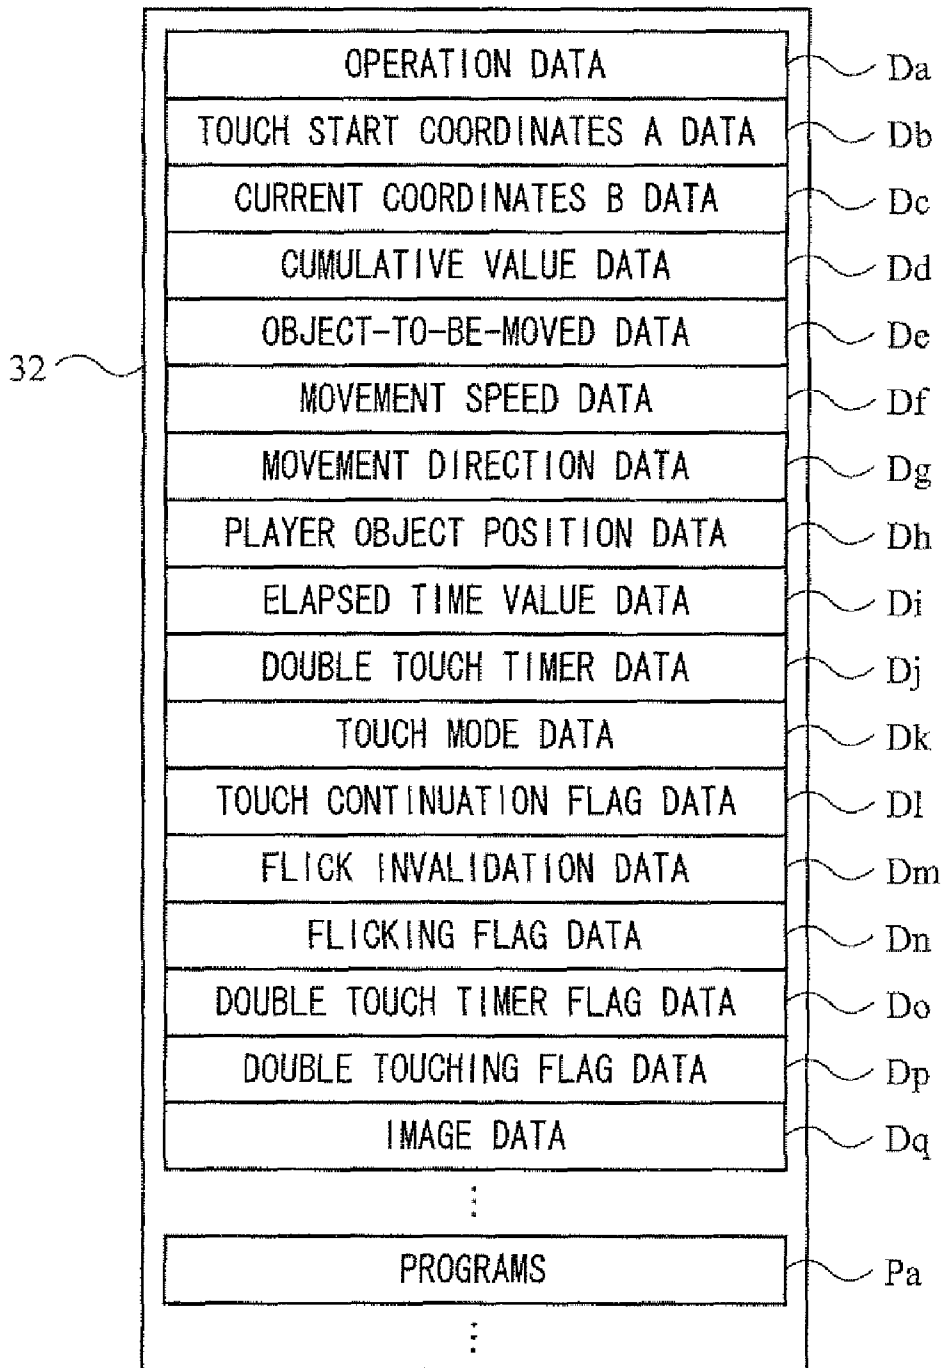 OPERATION DATA Da
TOUCH START COORDINATES A DATA Db
CURRENT COORDINATES B DATA Dc
CUMULATIVE VALUE DATA Dd
OBJECT-TO-BE-MOVED DATA De
32
MOVEMENT SPEED DATA Df
MOVEMENT DIRECTION DATA Dg
PLAYER OBJECT POSITION DATA Dh
ELAPSED TIME VALUE DATA Di
DOUBLE TOUCH TIMER DATA Dj
TOUCH MODE DATA Dk
TOUCH CONTINUATION FLAG DATA Dl
FLICK INVALIDATION DATA Dm
FLICKING FLAG DATA Dn
DOUBLE TOUCH TIMER FLAG DATA Do
DOUBLE TOUCHING FLAG DATA Dp
IMAGE DATA Dq
PROGRAMS Pa